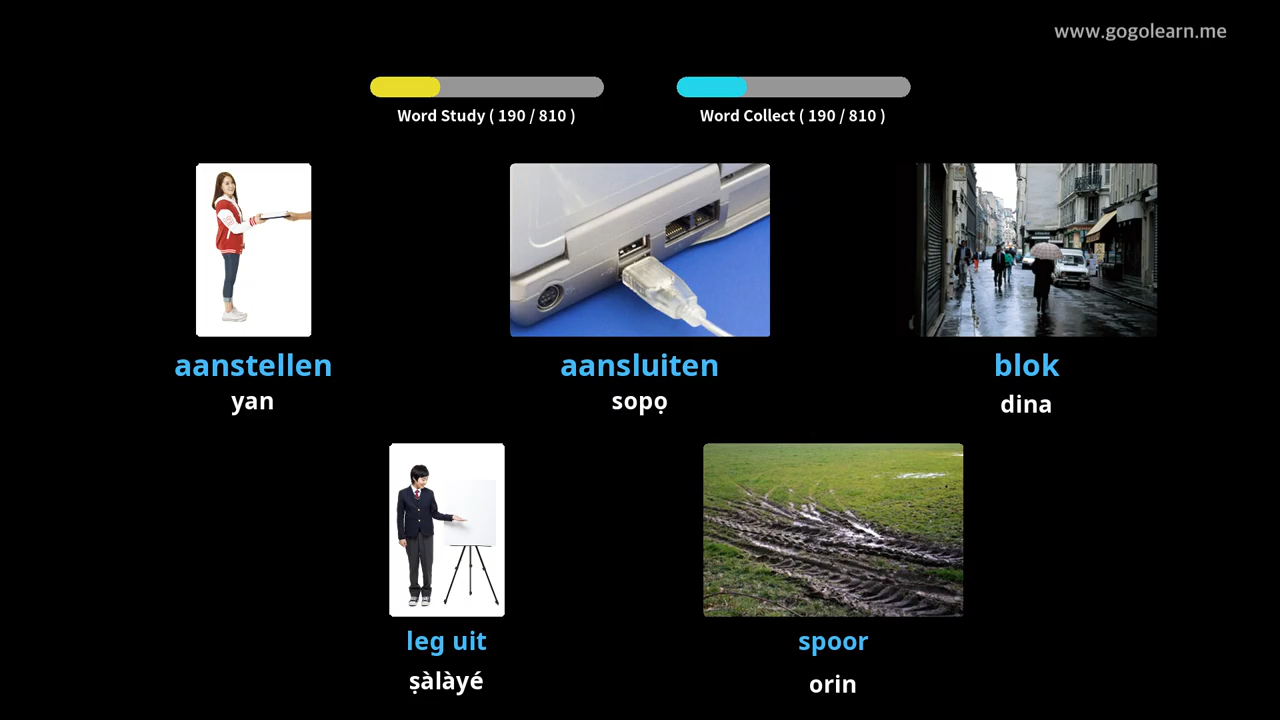 www.gogolearn.me
Word Study ( 190 / 810 )
Word Collect ( 190 / 810 )
aanstellen
yan
aansluiten
sopọ
blok
dina
leg uit
ṣàlàyé
spoor
orin